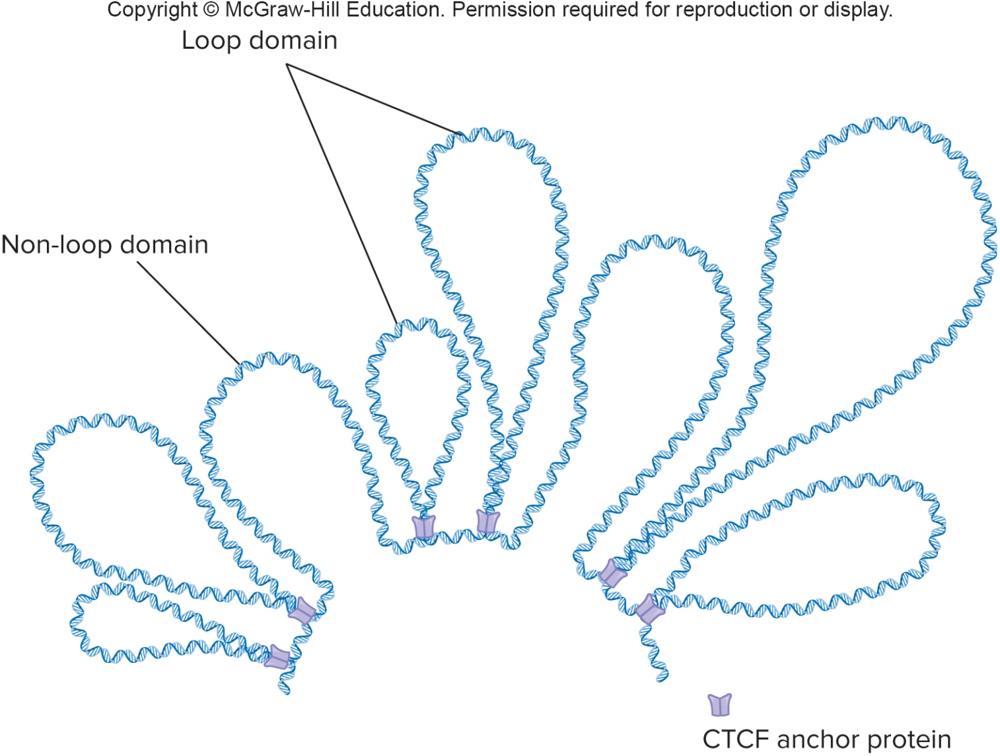 Copyright © McGraw-Hill Education. Permission required for reproduction or display.
Loop domain
Non-loop domain
CTCF anchor protein